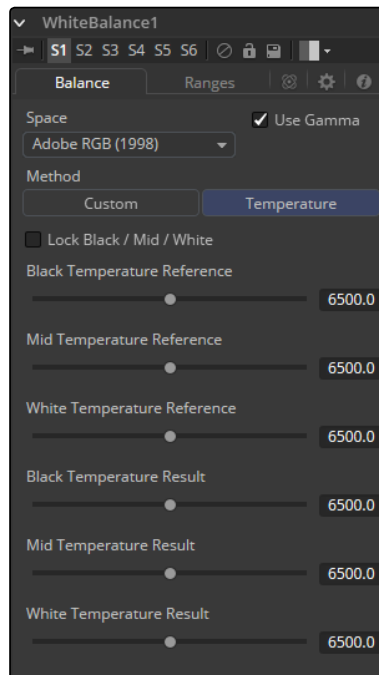 WhiteBalance1
S1 S2 S3 S4 S5 S6
Balance Ranges
Space
Use Gamma
Adobe RGB (1998)
Method
Custom Temperature
Lock Black / Mid / White
Black Temperature Reference
6500.0
Mid Temperature Reference
6500.0
White Temperature Reference
6500.0
Black Temperature Result
6500.0
Mid Temperature Result
6500.0
White Temperature Result
6500.0